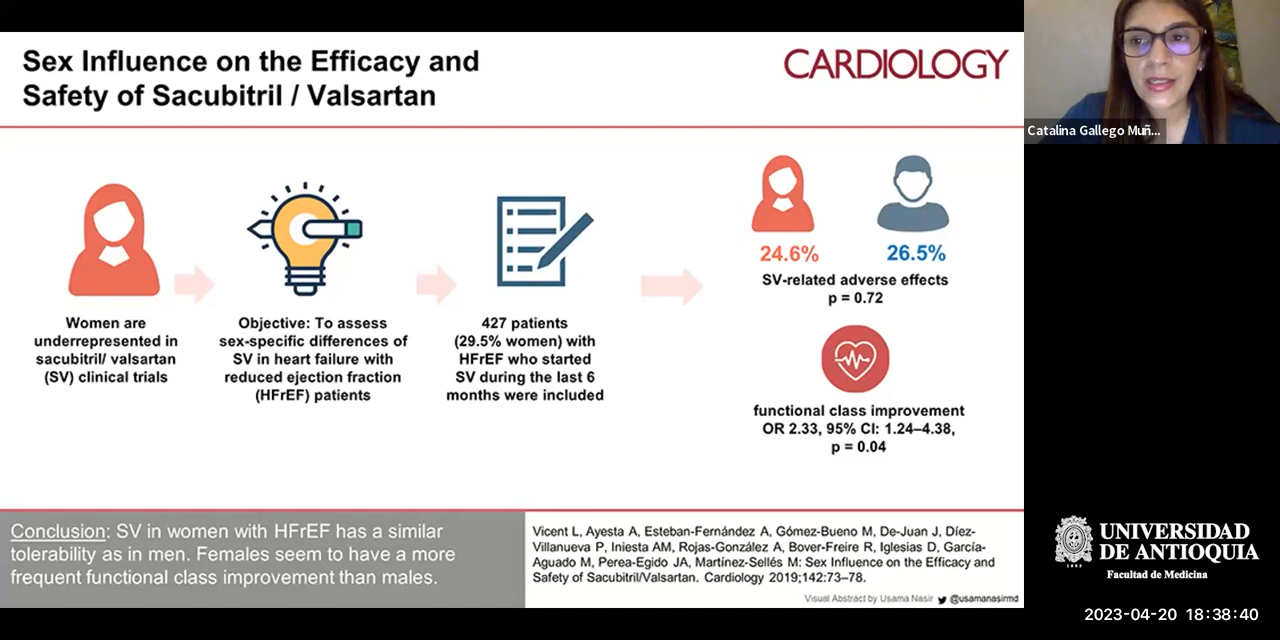 Sex Influence on the Efficacy and
Safety of Sacubitril / Valsartan
CARDIOLOGY
Catalina Gallego Muñ...
Women are
underrepresented in
sacubitril/ valsartan
(SV) clinical trials
Objective: To assess
sex-specific differences of
SV in heart failure with
reduced ejection fraction
(HFrEF) patients
427 patients
(29.5% women) with
HFrEF who started
SV during the last 6
months were included
24.6%
26.5%
SV-related adverse effects
p = 0.72
functional class improvement
OR 2.33, 95% CI: 1.24–4.38,
p = 0.04
Conclusion: SV in women with HFrEF has a similar
tolerability as in men. Females seem to have a more
frequent functional class improvement than males.
Vicent L, Ayesta A, Esteban-Fernández A, Gómez-Bueno M, De-Juan J, Díez-
Villanueva P, Iniesta AM, Rojas-González A, Bover-Freire R, Iglesias D, García-
Aguado M, Perea-Egido JA, Martínez-Sellés M: Sex Influence on the Efficacy and
Safety of Sacubitril/Valsartan. Cardiology 2019;142:73–78.
Visual Abstract by Usama Nasir @usamanasirmd
UNIVERSIDAD
DE ANTIOQUIA
Facultad de Medicina
1803
2023-04-20 18:38:40